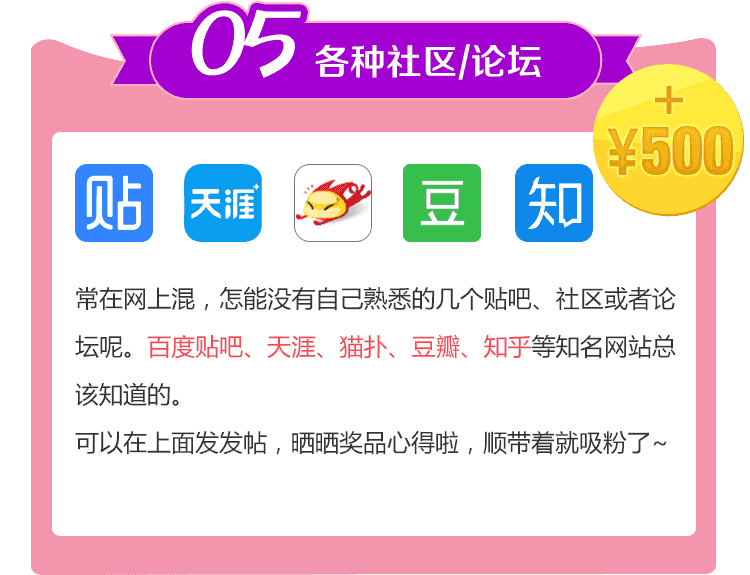 05 各种社区/论坛
+
¥500
贴 天涯 豆 知
常在网上混，怎能没有自己熟悉的几个贴吧、社区或者论
坛呢。百度贴吧、天涯、猫扑、豆瓣、知乎等知名网站总
该知道的。
可以在上面发发帖，晒晒奖品心得啦，顺带着就吸粉了~